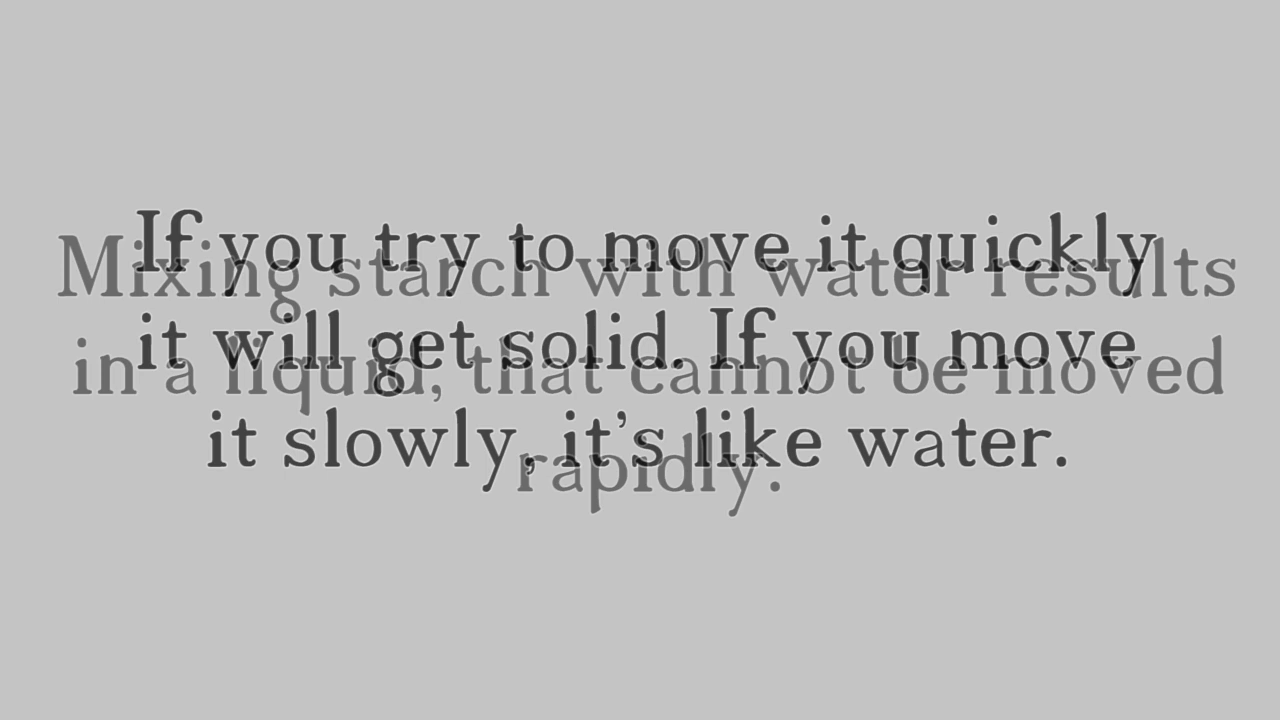 If you try to move it quickly
it will get solid. If you move
it slowly, it's like water.
Mixing starch with water results
in a liquid, that cannot be moved
rapidly.